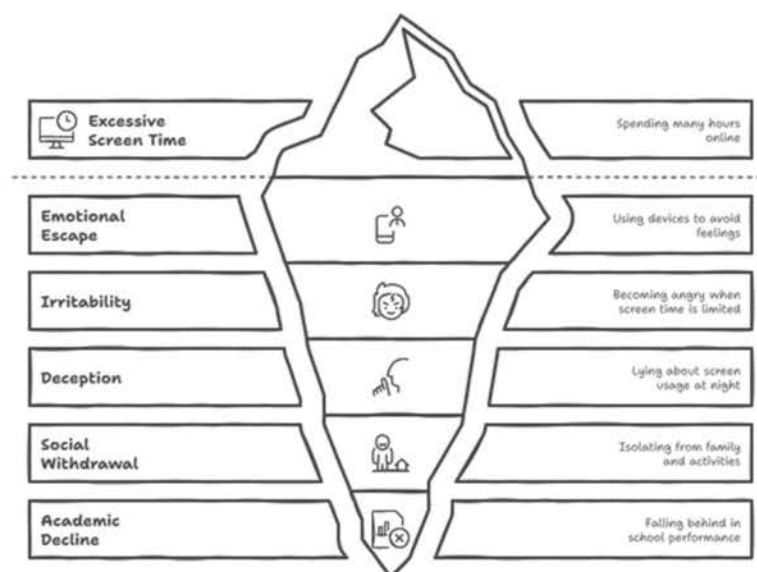 Excessive
Screen Time
Spending many hours
online
Emotional
Escape
Using devices to avoid
feelings
Irritability
Becoming angry when
screen time is limited
Deception
Lying about screen
usage at night
Social
Withdrawal
Isolating from family
and activities
Academic
Decline
Falling behind in
school performance